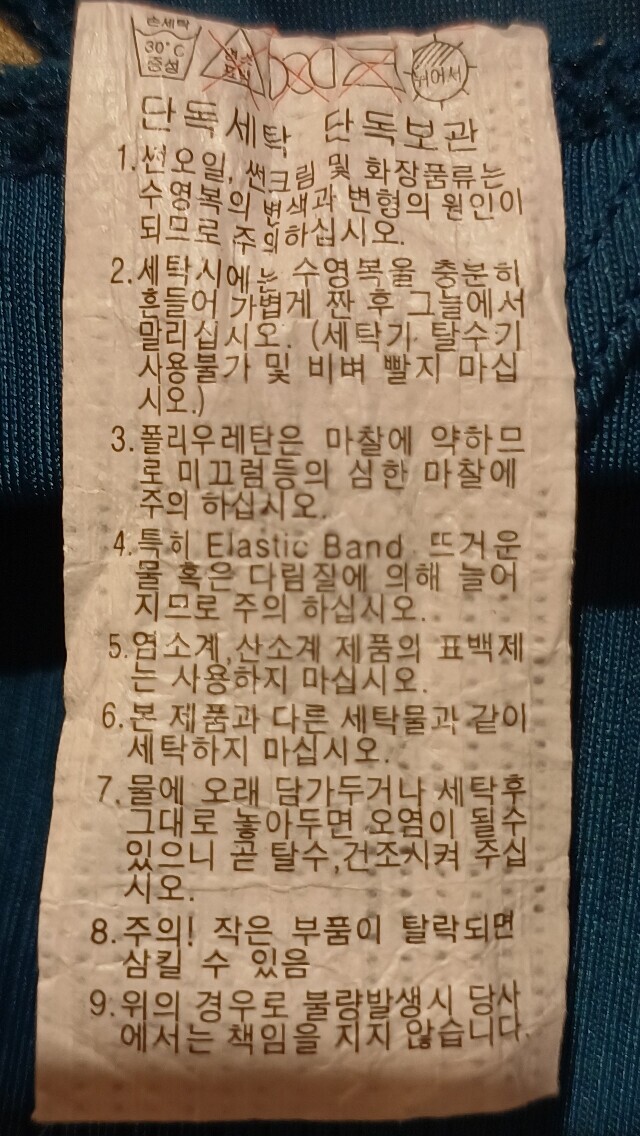 손세탁
30°C
중성
염소
표백
뉘어서
단독세탁 단독보관
1.썬오일, 썬크림 및 화장품류는
수영복의 변색과 변형의 원인이
되므로 주의하십시오.
2.세탁시에는 수영복을 충분히
흔들어 가볍게 짠 후 그늘에서
말리십시오. (세탁기·탈수기
사용불가 및 비벼 빨지 마십
시오.)
3.폴리우레탄은 마찰에 약하므
로 미끄럼등의 심한 마찰에
주의 하십시오.
4.특히 Elastic Band· 뜨거운
물 혹은 다림질에 의해 늘어
지므로 주의 하십시오.
5.염소계,산소계 제품의 표백제
는 사용하지 마십시오.
6.본 제품과 다른 세탁물과 같이
세탁하지 마십시오.
7.물에 오래 담가두거나 세탁후
그대로 놓아두면 오염이 될수
있으니 곧 탈수,건조시켜 주십
시오.
8.주의! 작은 부품이 탈락되면
삼킬 수 있음
9.위의 경우로 불량발생시 당사
에서는 책임을 지지 않습니다.